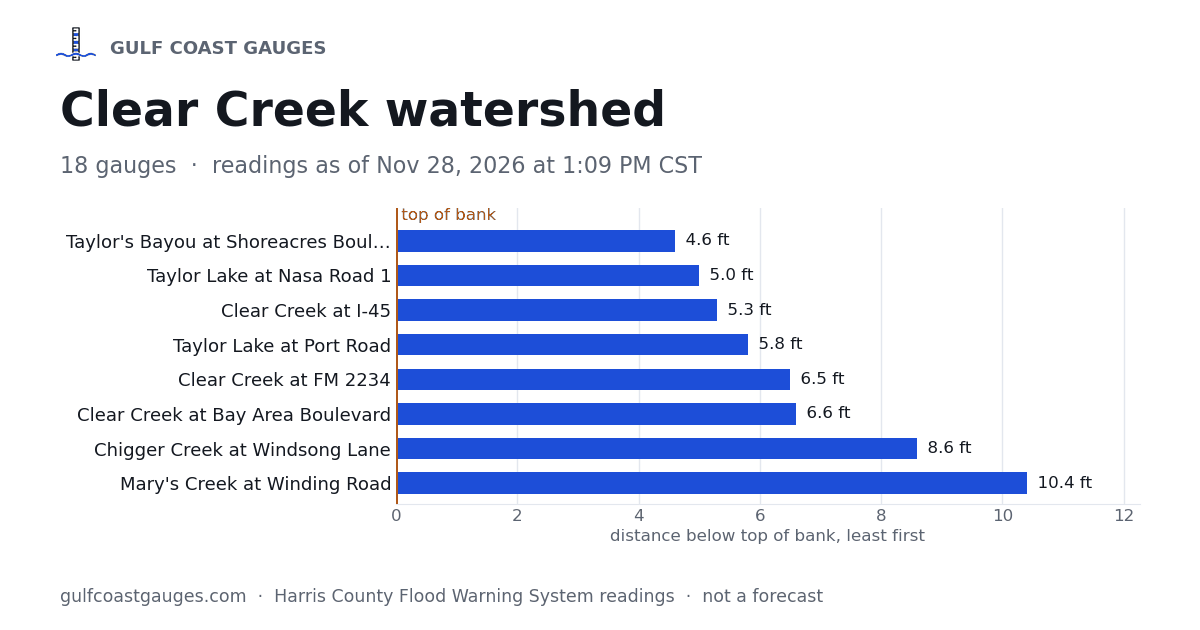 GULF COAST GAUGES
Clear Creek watershed
18 gauges · readings as of Nov 28, 2026 at 1:09 PM CST
top of bank
Taylor's Bayou at Shoreacres Boul… 4.6 ft
Taylor Lake at Nasa Road 1 5.0 ft
Clear Creek at I-45 5.3 ft
Taylor Lake at Port Road 5.8 ft
Clear Creek at FM 2234 6.5 ft
Clear Creek at Bay Area Boulevard 6.6 ft
Chigger Creek at Windsong Lane 8.6 ft
Mary's Creek at Winding Road 10.4 ft
0 2 4 6 8 10 12
distance below top of bank, least first
gulfcoastgauges.com · Harris County Flood Warning System readings · not a forecast